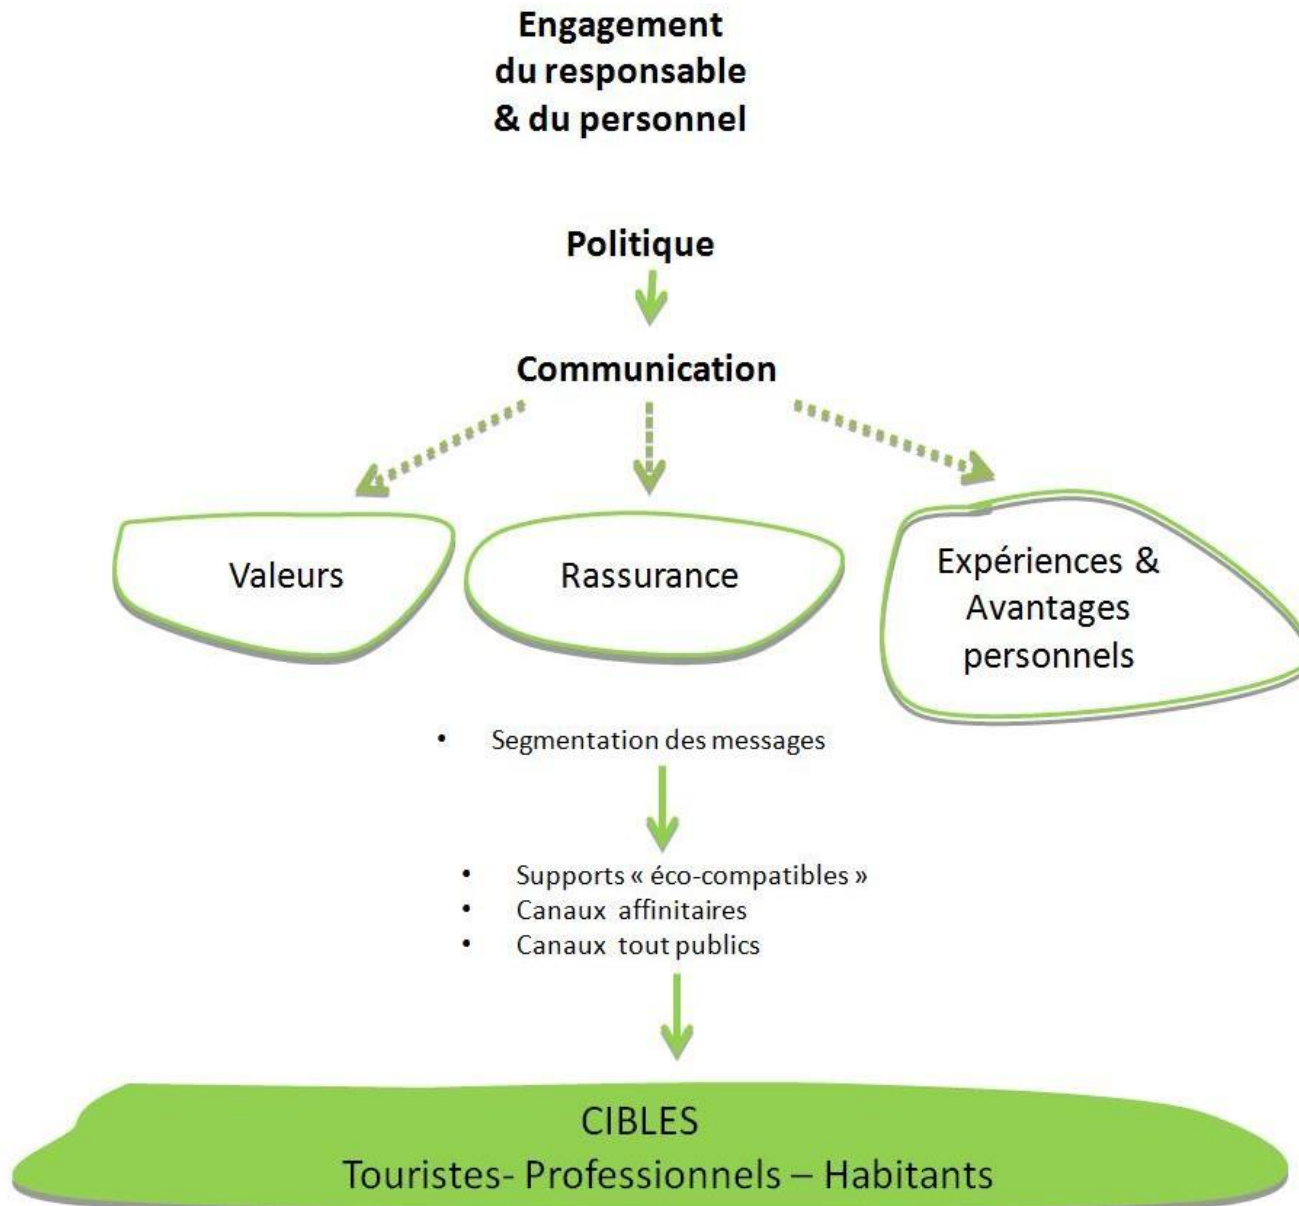 Engagement
du responsable
& du personnel
Politique
Communication
Valeurs
Rassurance
Expériences &
Avantages
personnels
• Segmentation des messages
• Supports « éco-compatibles »
• Canaux affinitaires
• Canaux tout publics
CIBLES
Touristes- Professionnels – Habitants